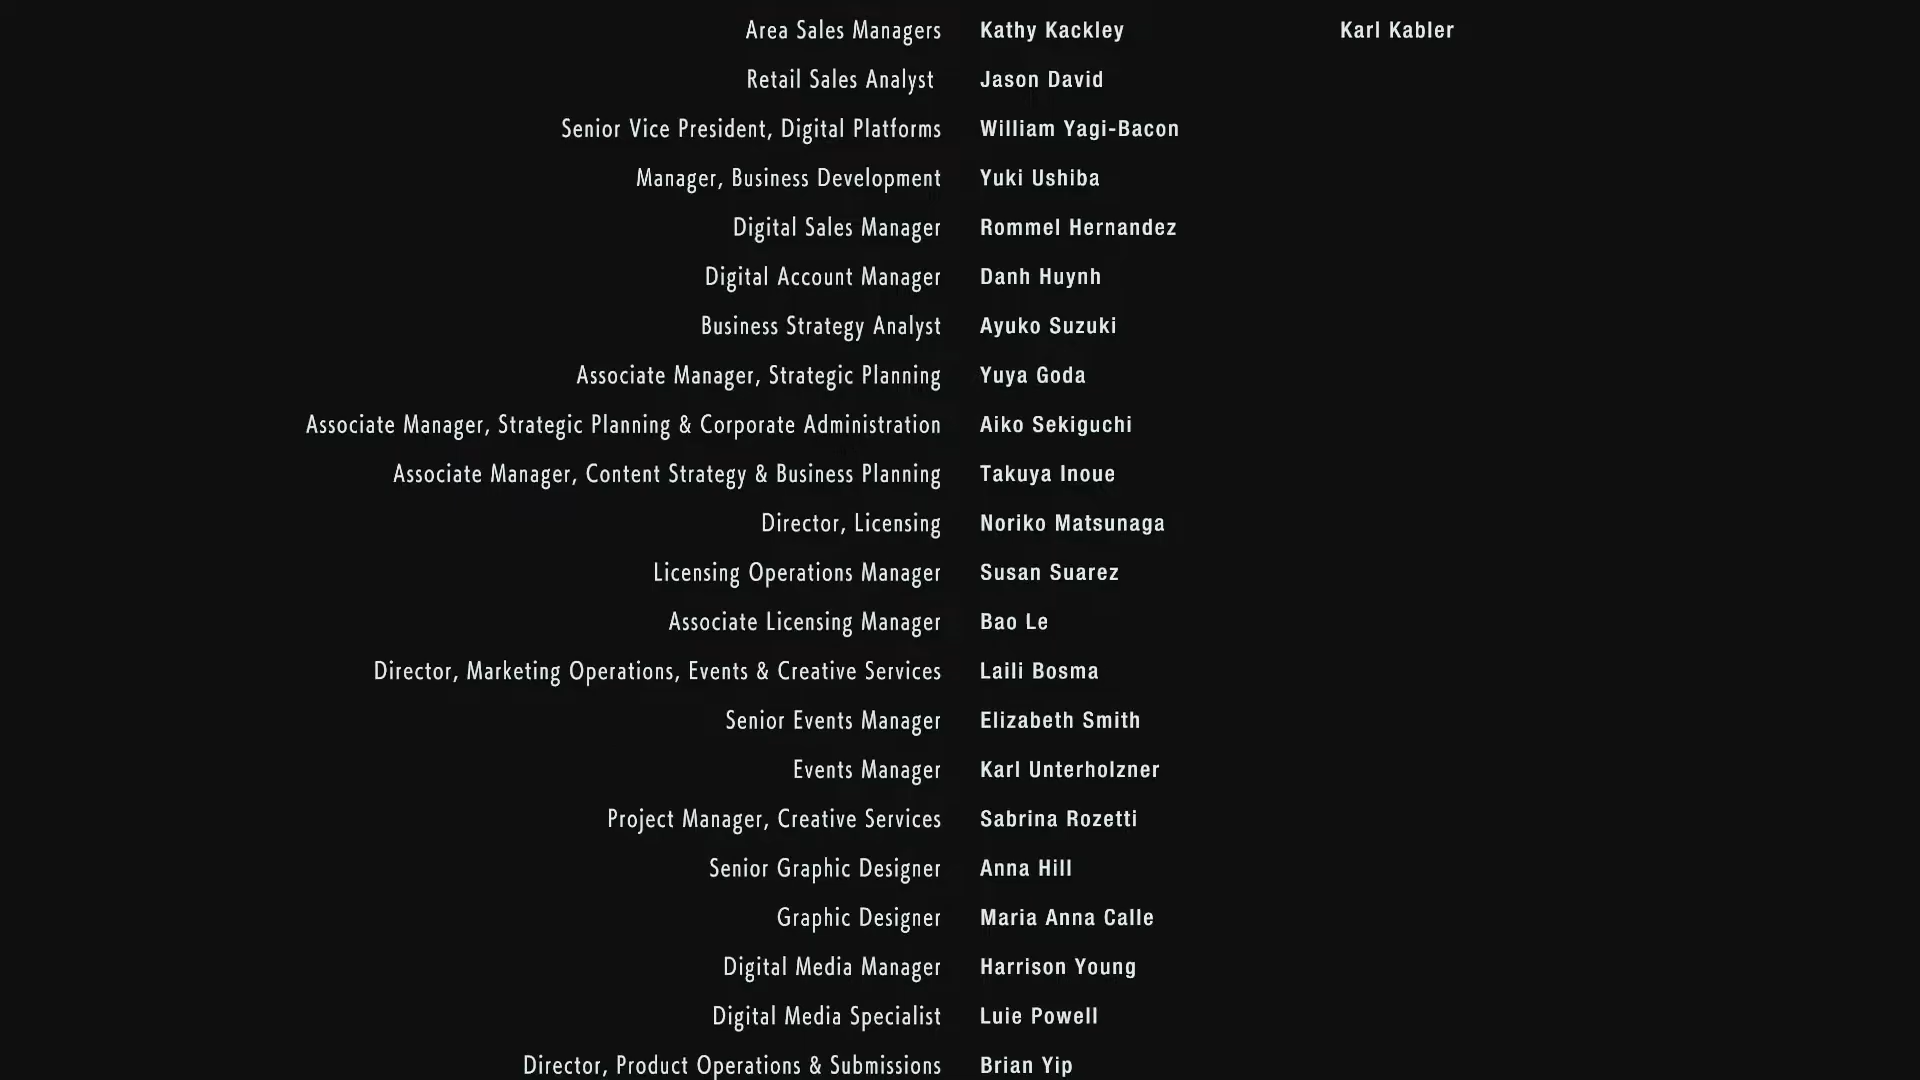 Area Sales Managers Kathy Kackley Karl Kabler
Retail Sales Analyst Jason David
Senior Vice President, Digital Platforms William Yagi-Bacon
Manager, Business Development Yuki Ushiba
Digital Sales Manager Rommel Hernandez
Digital Account Manager Danh Huynh
Business Strategy Analyst Ayuko Suzuki
Associate Manager, Strategic Planning Yuya Goda
Associate Manager, Strategic Planning & Corporate Administration Aiko Sekiguchi
Associate Manager, Content Strategy & Business Planning Takuya Inoue
Director, Licensing Noriko Matsunaga
Licensing Operations Manager Susan Suarez
Associate Licensing Manager Bao Le
Director, Marketing Operations, Events & Creative Services Laili Bosma
Senior Events Manager Elizabeth Smith
Events Manager Karl Unterholzner
Project Manager, Creative Services Sabrina Rozetti
Senior Graphic Designer Anna Hill
Graphic Designer Maria Anna Calle
Digital Media Manager Harrison Young
Digital Media Specialist Luie Powell
Director, Product Operations & Submissions Brian Yip